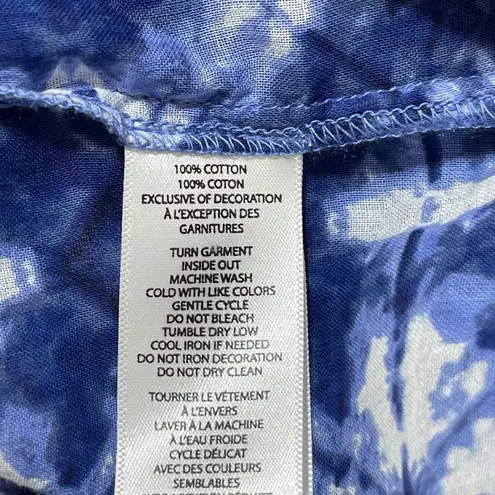 100% COTTON
100% COTON
EXCLUSIVE OF DECORATION
À L'EXCEPTION DES
GARNITURES
TURN GARMENT
INSIDE OUT
MACHINE WASH
COLD WITH LIKE COLORS
GENTLE CYCLE
DO NOT BLEACH
TUMBLE DRY LOW
COOL IRON IF NEEDED
DO NOT IRON DECORATION
DO NOT DRY CLEAN
TOURNER LE VÉTEMENT
À L'ENVERS
LAVER À LA MACHINE
À L'EAU FROIDE
CYCLE DÉLICAT
AVEC DES COULEURS
SEMBLABLES